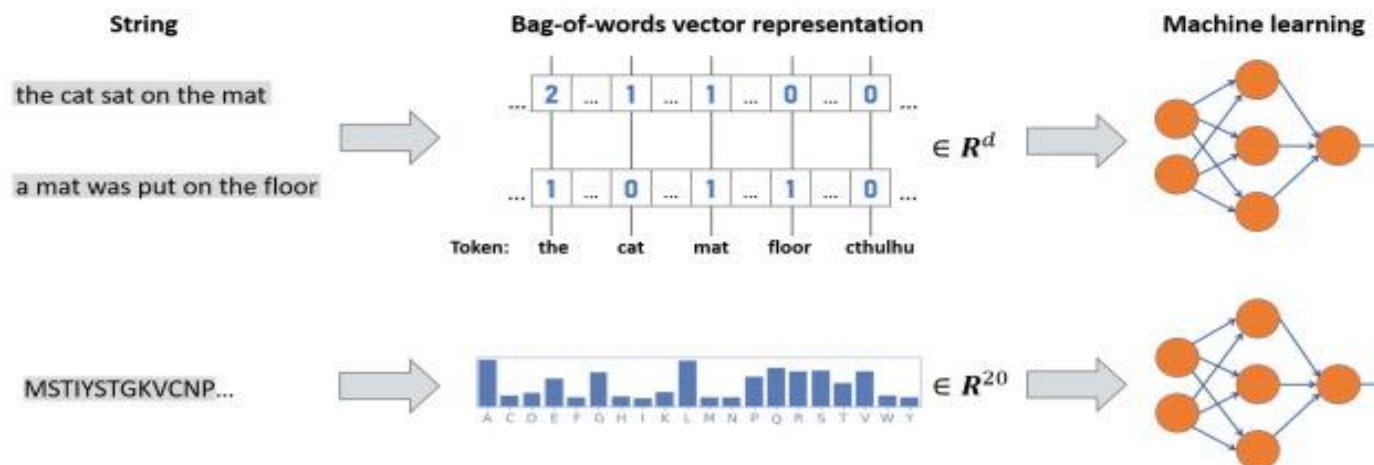 String Bag-of-words vector representation Machine learning
the cat sat on the mat
... 2 ... 1 ... 1 ... 0 ... 0 ...
∈ R^d
a mat was put on the floor
... 1 ... 0 ... 1 ... 1 ... 0 ...
Token: the cat mat floor cthulhu
MSTIYSTGKVCNP...
∈ R^20
A C D E F G H I K L M N P Q R S T V W Y